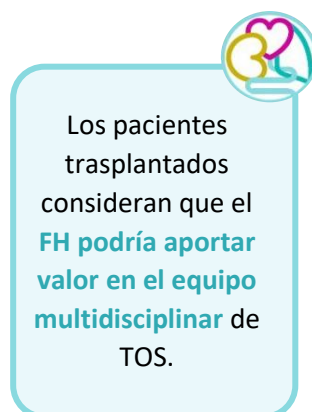 Los pacientes
trasplantados
consideran que el
FH podría aportar
valor en el equipo
multidisciplinar de
TOS.